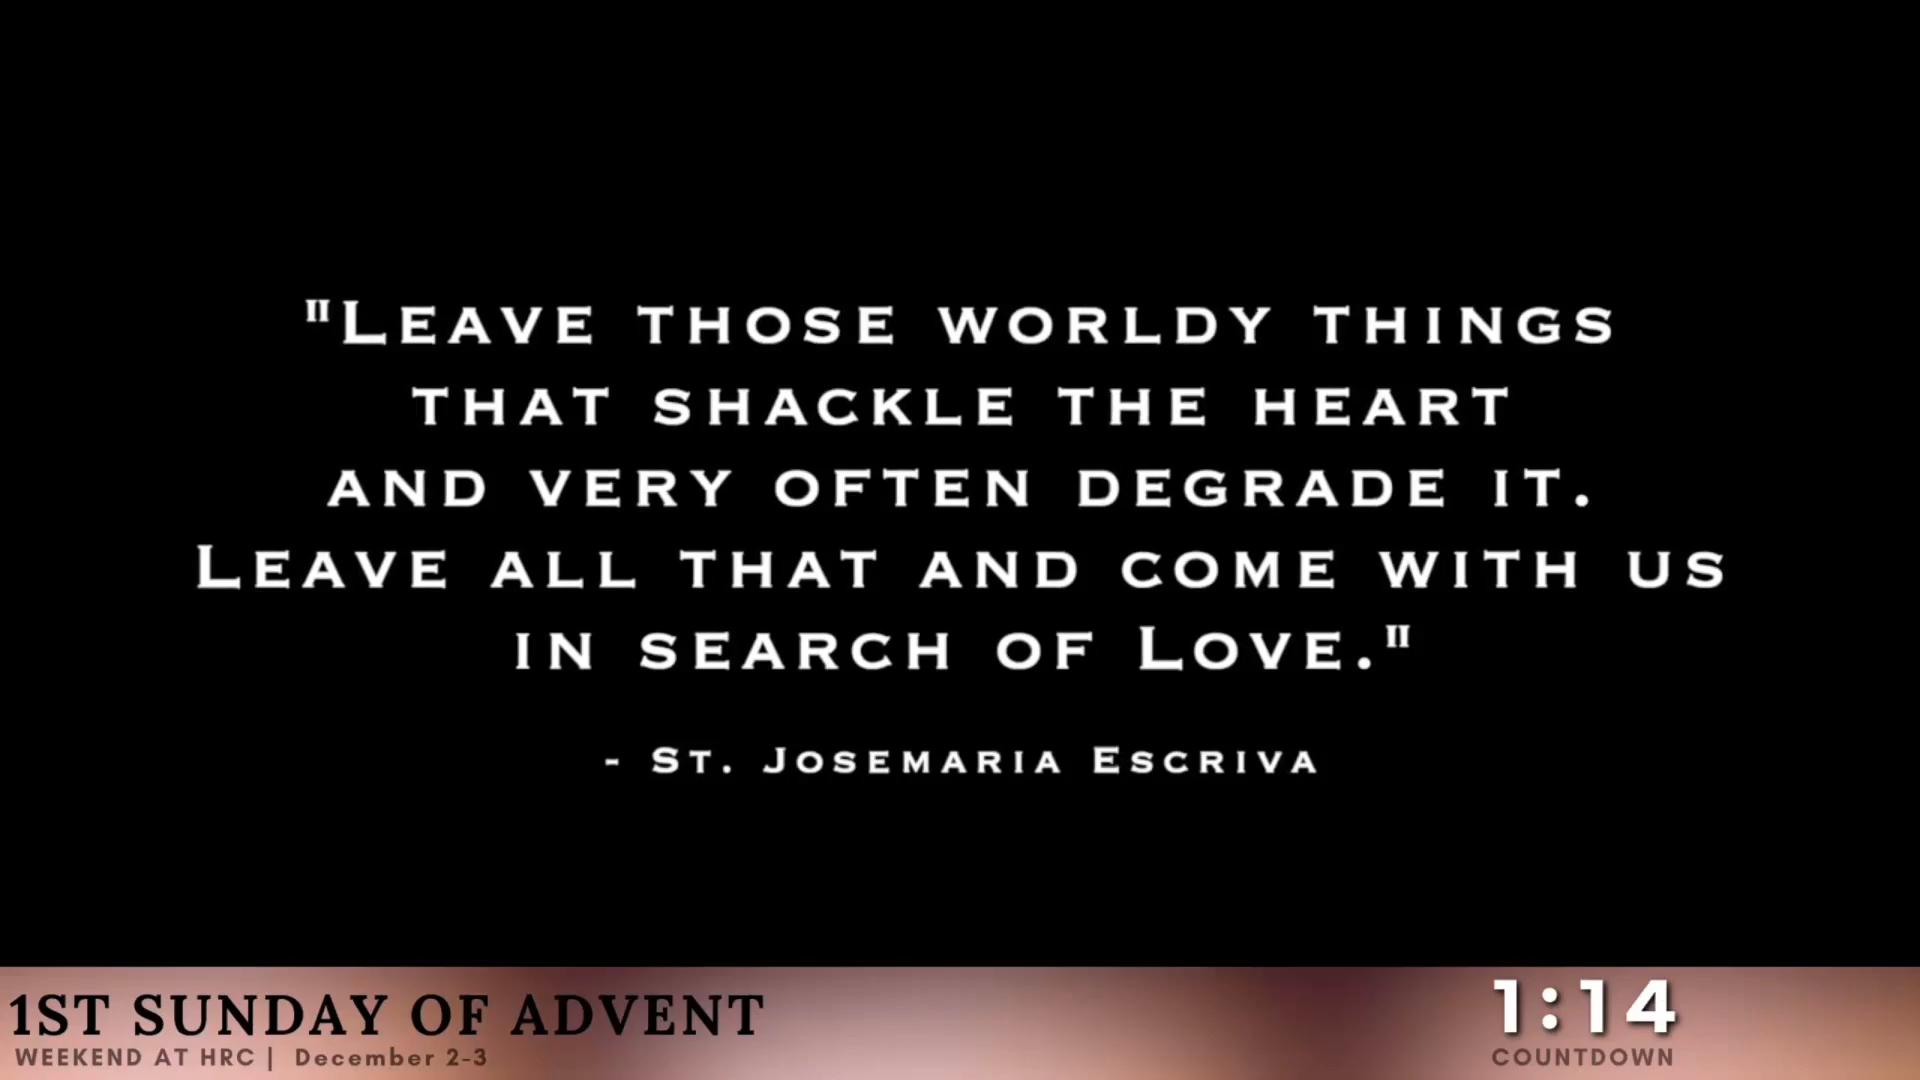 "Leave those worldy things
that shackle the heart
and very often degrade it.
Leave all that and come with us
in search of Love."
- St. Josemaria Escriva
1ST SUNDAY OF ADVENT
WEEKEND AT HRC | December 2-3
1:14
COUNTDOWN